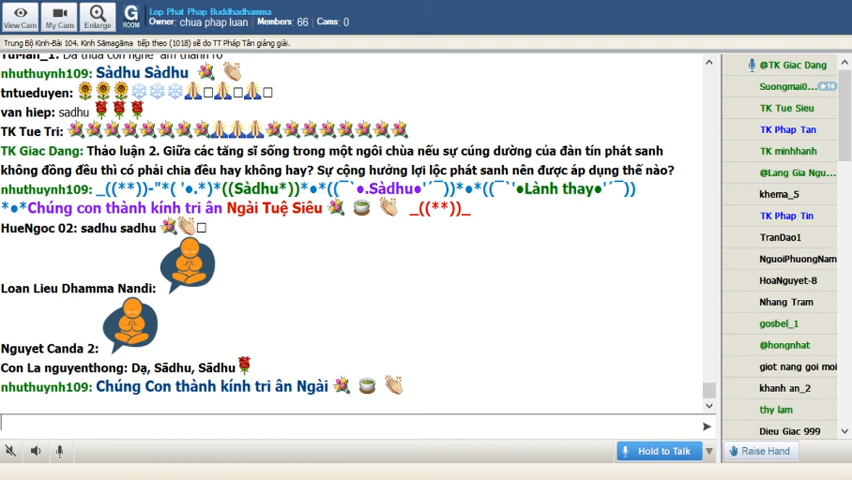 Lop Phat Phap Buddhadhamma
Owner: chua phap luan Members: 66 Cams: 0
View Cam
My Cam
Enlarge
G
ROOM
Trung Bộ Kinh-Bài 104. Kinh Sāmagāma tiếp theo (1018) sẽ do TT Pháp Tân giảng giải.
nhuthuynh109: Sàdhu Sàdhu
tntueduyen:
van hiep: sadhu
TK Tue Tri:
TK Giac Dang: Thảo luận 2. Giữa các tăng sĩ sống trong một ngôi chùa nếu sự cúng dường của đàn tín phát sanh
không đồng đều thì có phải chia đều hay không hay? Sự cộng hưởng lợi lộc phát sanh nên được áp dụng thế nào?
nhuthuynh109: _((**))-"*( '●.*)*((Sàdhu*))*●*((¯`●.Sàdhu●'´¯))*●*((¯`'●Lành thay●'´¯))
*●*Chúng con thành kính tri ân Ngài Tuệ Siêu _((**))_
HueNgoc 02: sadhu sadhu
Loan Lieu Dhamma Nandi:
Nguyet Canda 2:
Con La nguyenthong: Dạ, Sādhu, Sādhu
nhuthuynh109: Chúng Con thành kính tri ân Ngài
Hold to Talk
Raise Hand
@TK Giac Dang
Suongmai0... ★10
TK Tue Sieu
TK Phap Tan
TK minhhanh
@Lang Gia Ngu...
khema_5
TK Phap Tin
TranDao1
NguoiPhuongNam
HoaNguyet-8
Nhang Tram
gosbel_1
@hongnhat
giot nang goi moi
khanh an_2
thy lam
Dieu Giac 999